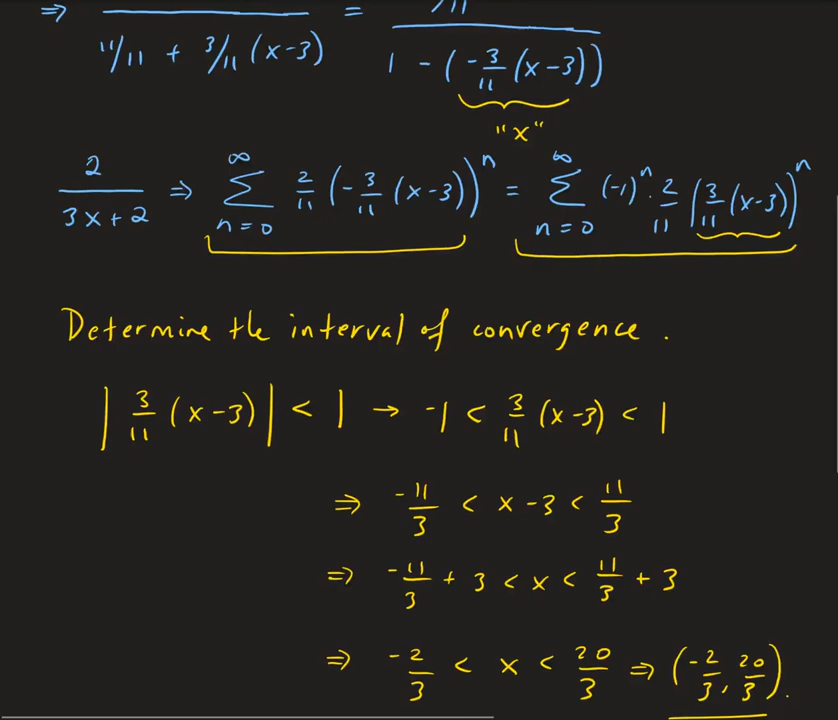 ⇒ 11/11 + 3/11 (x-3) = 1 - (-3/11 (x-3))
"x"
2/(3x+2) ⇒ ∞ Σ n=0 2/11 (-3/11 (x-3))^n = ∞ Σ n=0 (-1)^n · 2/11 (3/11 (x-3))^n
Determine the interval of convergence.
|3/11 (x-3)| < 1 → -1 < 3/11 (x-3) < 1
⇒ -11/3 < x-3 < 11/3
⇒ -11/3 + 3 < x < 11/3 + 3
⇒ -2/3 < x < 20/3 ⇒ (-2/3, 20/3).